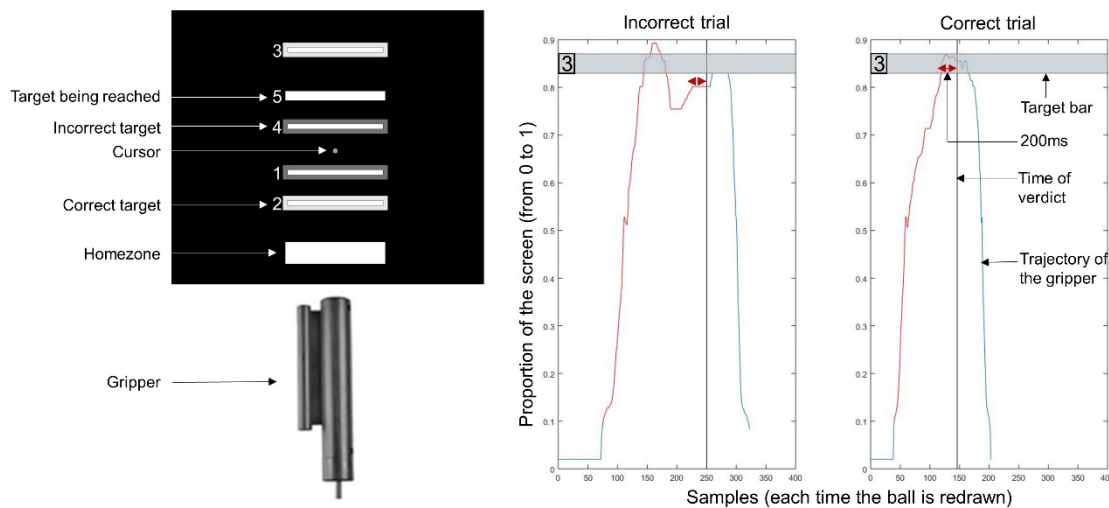 3
Target being reached
5
Incorrect target
4
Cursor
1
Correct target
2
Homezone
Gripper
Incorrect trial
Correct trial
Proportion of the screen (from 0 to 1)
0.9
0.8
0.7
0.6
0.5
0.4
0.3
0.2
0.1
0
3
0 50 100 150 200 250 300 350 400
0.9
0.8
0.7
0.6
0.5
0.4
0.3
0.2
0.1
0
3
Target bar
200ms
Time of
verdict
Trajectory of
the gripper
0 50 100 150 200 250 300 350 400
Samples (each time the ball is redrawn)